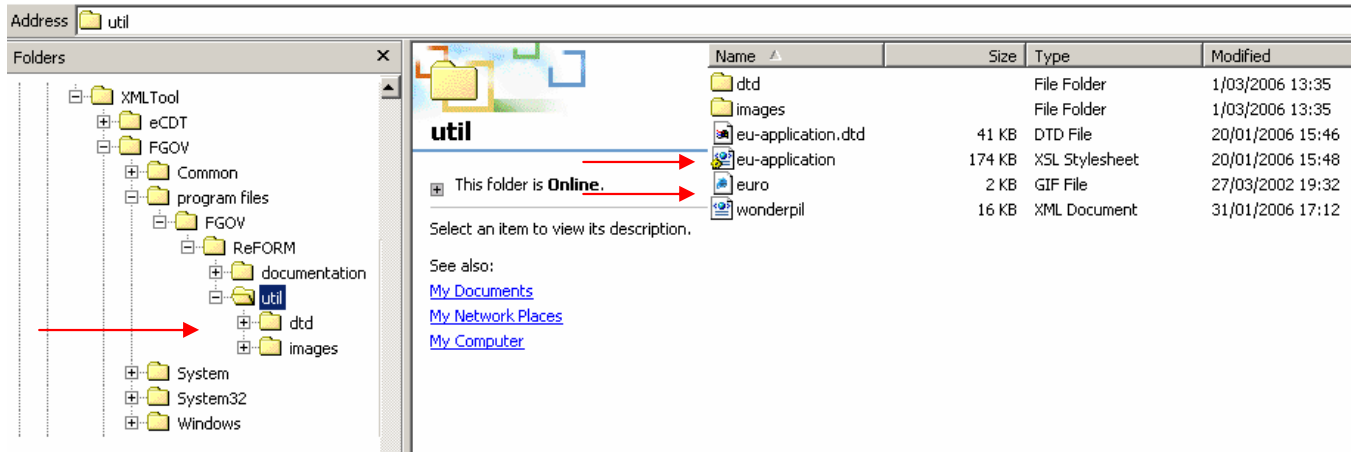 Address util
Folders ×
XMLTool
eCDT
FGOV
Common
program files
FGOV
ReFORM
documentation
util
dtd
images
System
System32
Windows
util
This folder is Online.
Select an item to view its description.
See also:
My Documents
My Network Places
My Computer
Name Size Type Modified
dtd File Folder 1/03/2006 13:35
images File Folder 1/03/2006 13:35
eu-application.dtd 41 KB DTD File 20/01/2006 15:46
eu-application 174 KB XSL Stylesheet 20/01/2006 15:48
euro 2 KB GIF File 27/03/2002 19:32
wonderpil 16 KB XML Document 31/01/2006 17:12